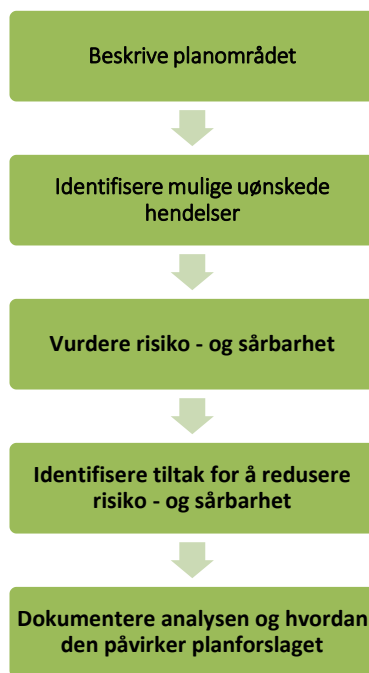 Beskrive planområdet
Identifisere mulige uønskede
hendelser
Vurdere risiko - og sårbarhet
Identifisere tiltak for å redusere
risiko - og sårbarhet
Dokumentere analysen og hvordan
den påvirker planforslaget